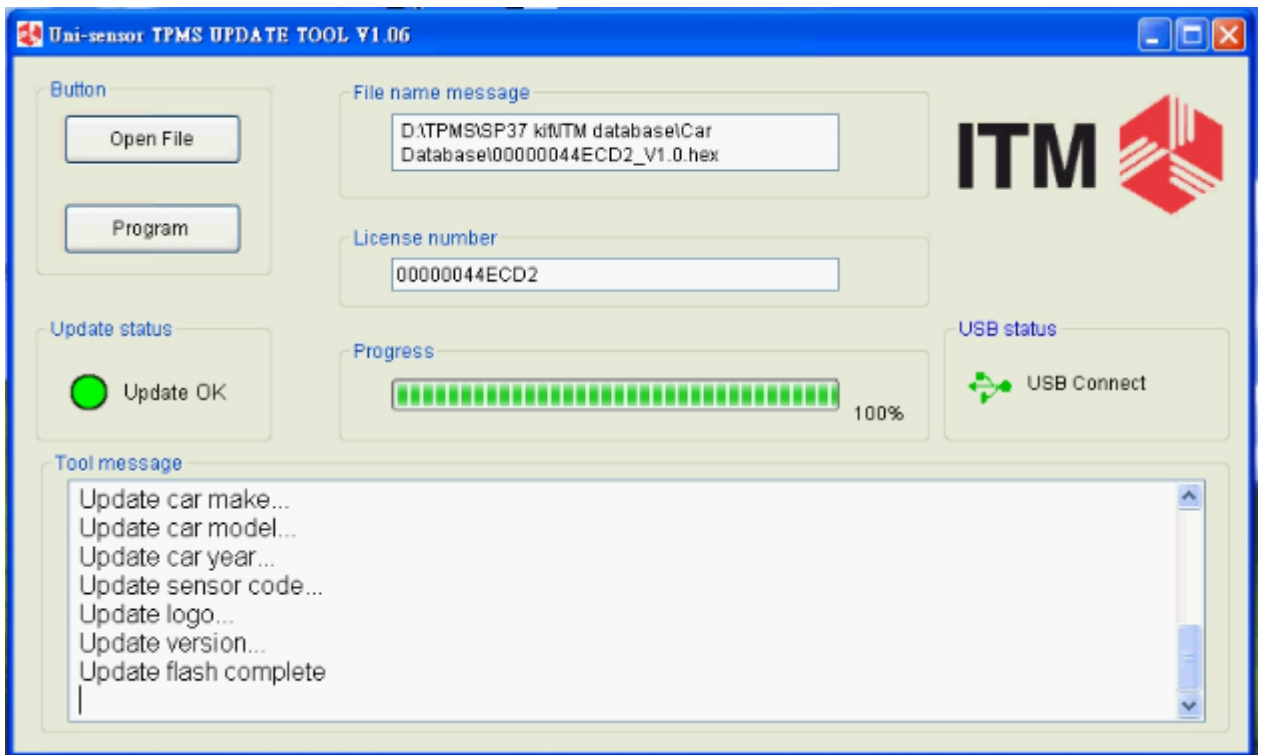 Uni-sensor TPMS UPDATE TOOL V1.06
Button
Open File
Program
File name message
D:\TPMS\SP37 kit\ITM database\Car
Database\00000044ECD2_V1.0.hex
ITM
License number
00000044ECD2
Update status
Update OK
Progress
100%
USB status
USB Connect
Tool message
Update car make...
Update car model...
Update car year...
Update sensor code...
Update logo...
Update version...
Update flash complete